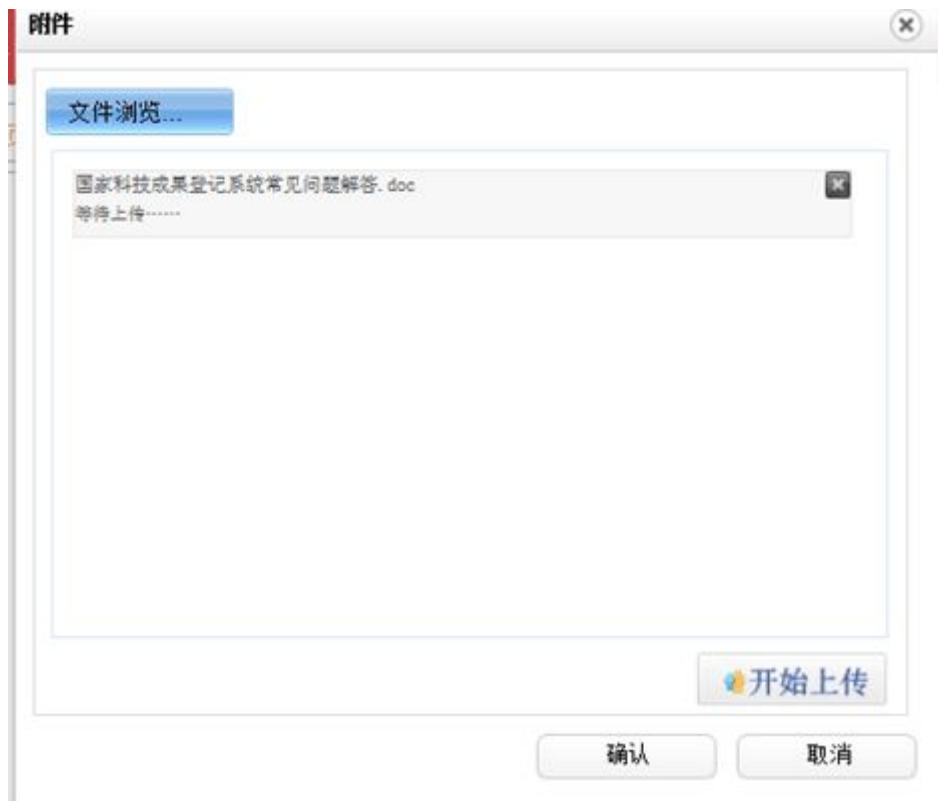 附件
文件浏览...
国家科技成果登记系统常见问题解答.doc
等待上传……
开始上传
确认
取消